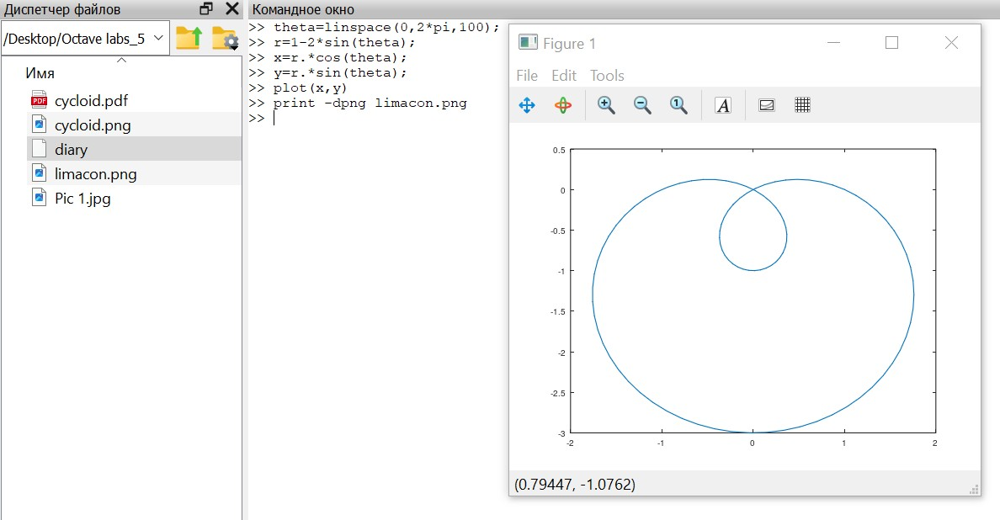 Диспетчер файлов
/Desktop/Octave labs_5
Имя
PDF
cycloid.pdf
cycloid.png
diary
limacon.png
Pic 1.jpg
Командное окно
>> theta=linspace(0,2*pi,100);
>> r=1-2*sin(theta);
>> x=r.*cos(theta);
>> y=r.*sin(theta);
>> plot(x,y)
>> print -dpng limacon.png
>>
Figure 1
File Edit Tools
1 A
0.5
0
-0.5
-1
-1.5
-2
-2.5
-3
-2 -1 0 1 2
(0.79447, -1.0762)